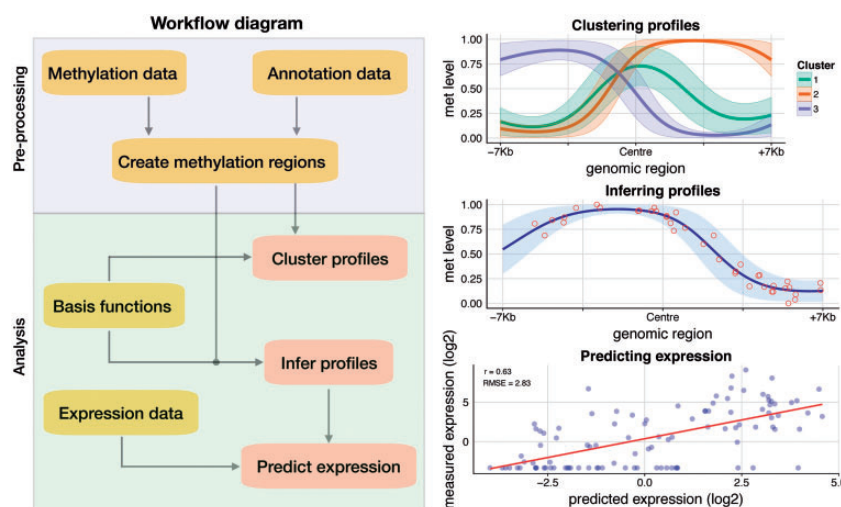 Workflow diagram
Pre-processing
Methylation data
Annotation data
Create methylation regions
Analysis
Cluster profiles
Basis functions
Infer profiles
Expression data
Predict expression
Clustering profiles
met level
1.00
0.75
0.50
0.25
0.00
−7Kb
Centre
+7Kb
genomic region
Cluster
1
2
3
Inferring profiles
met level
1.00
0.75
0.50
0.25
0.00
−7Kb
Centre
+7Kb
genomic region
Predicting expression
measured expression (log2)
r = 0.63
RMSE = 2.83
5
0
−2.5
0.0
2.5
5.0
predicted expression (log2)